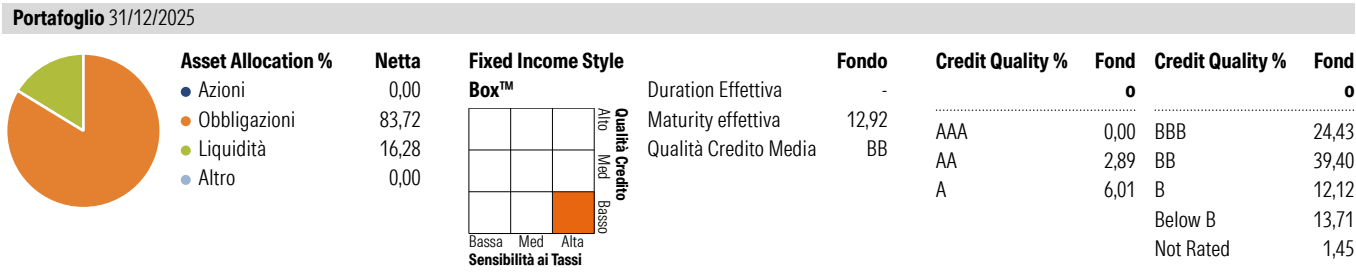 Portafoglio 31/12/2025
Asset Allocation % Netta
Azioni 0,00
Obbligazioni 83,72
Liquidità 16,28
Altro 0,00
Fixed Income Style Box™
Alto Med Basso
Qualità Credito
Bassa Med Alta
Sensibilità ai Tassi
Fondo
Duration Effettiva -
Maturity effettiva 12,92
Qualità Credito Media BB
Credit Quality % Fond
o
AAA 0,00
AA 2,89
A 6,01
Credit Quality % Fond
o
BBB 24,43
BB 39,40
B 12,12
Below B 13,71
Not Rated 1,45